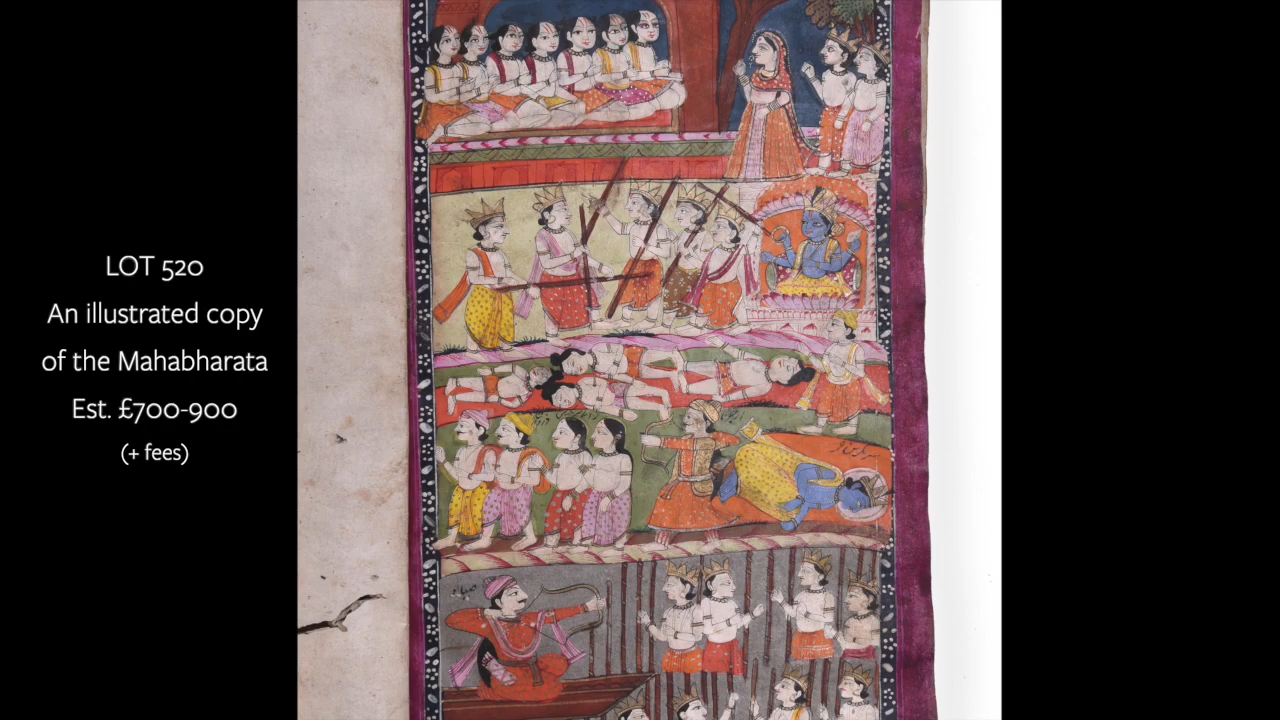 LOT 520
An illustrated copy
of the Mahabharata
Est. £700-900
(+ fees)